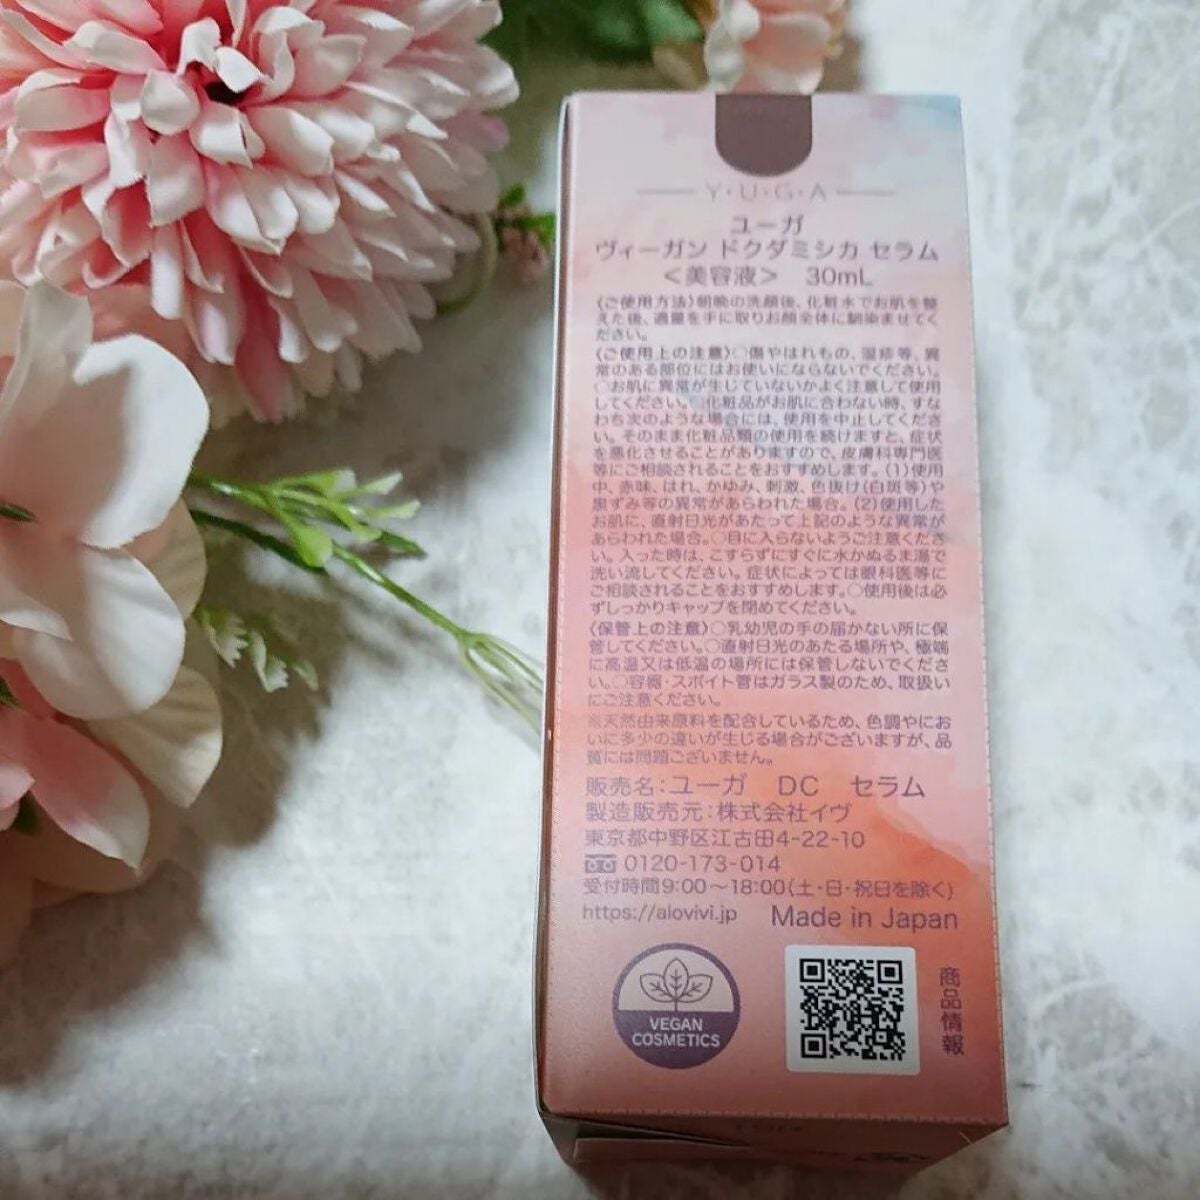 Y・U・G・A
ユーガ
ヴィーガン ドクダミシカ セラム
＜美容液＞ 30mL
〈ご使用方法〉朝晩の洗顔後、化粧水でお肌を整
えた後、適量を手に取りお顔全体に馴染ませてく
ださい。
〈ご使用上の注意〉○傷やはれもの、湿疹等、異
常のある部位にはお使いにならないでください。
○お肌に異常が生じていないかよく注意して使用
してください。○化粧品がお肌に合わない時、すな
わち次のような場合には、使用を中止してくださ
い。そのまま化粧品類の使用を続けますと、症状
を悪化させることがありますので、皮膚科専門医
等にご相談されることをおすすめします。(1)使用
中、赤味、はれ、かゆみ、刺激、色抜け(白斑等)や
黒ずみ等の異常があらわれた場合。(2)使用した
お肌に、直射日光があたって上記のような異常が
あらわれた場合。○目に入らないようご注意くださ
い。入った時は、こすらずにすぐに水かぬるま湯で
洗い流してください。症状によっては眼科医等に
ご相談されることをおすすめします。○使用後は必
ずしっかりキャップを閉めてください。
〈保管上の注意〉○乳幼児の手の届かない所に保
管してください。○直射日光のあたる場所や、極端
に高温又は低温の場所には保管しないでくださ
い。○容器・スポイト管はガラス製のため、取扱い
にご注意ください。
※天然由来原料を配合しているため、色調やにお
いに多少の違いが生じる場合がございますが、品
質には問題ございません。
販売名：ユーガ DC セラム
製造販売元：株式会社イヴ
東京都中野区江古田4-22-10
0120-173-014
受付時間9:00～18:00(土・日・祝日を除く)
https://alovivi.jp Made in Japan
VEGAN
COSMETICS
商品情報